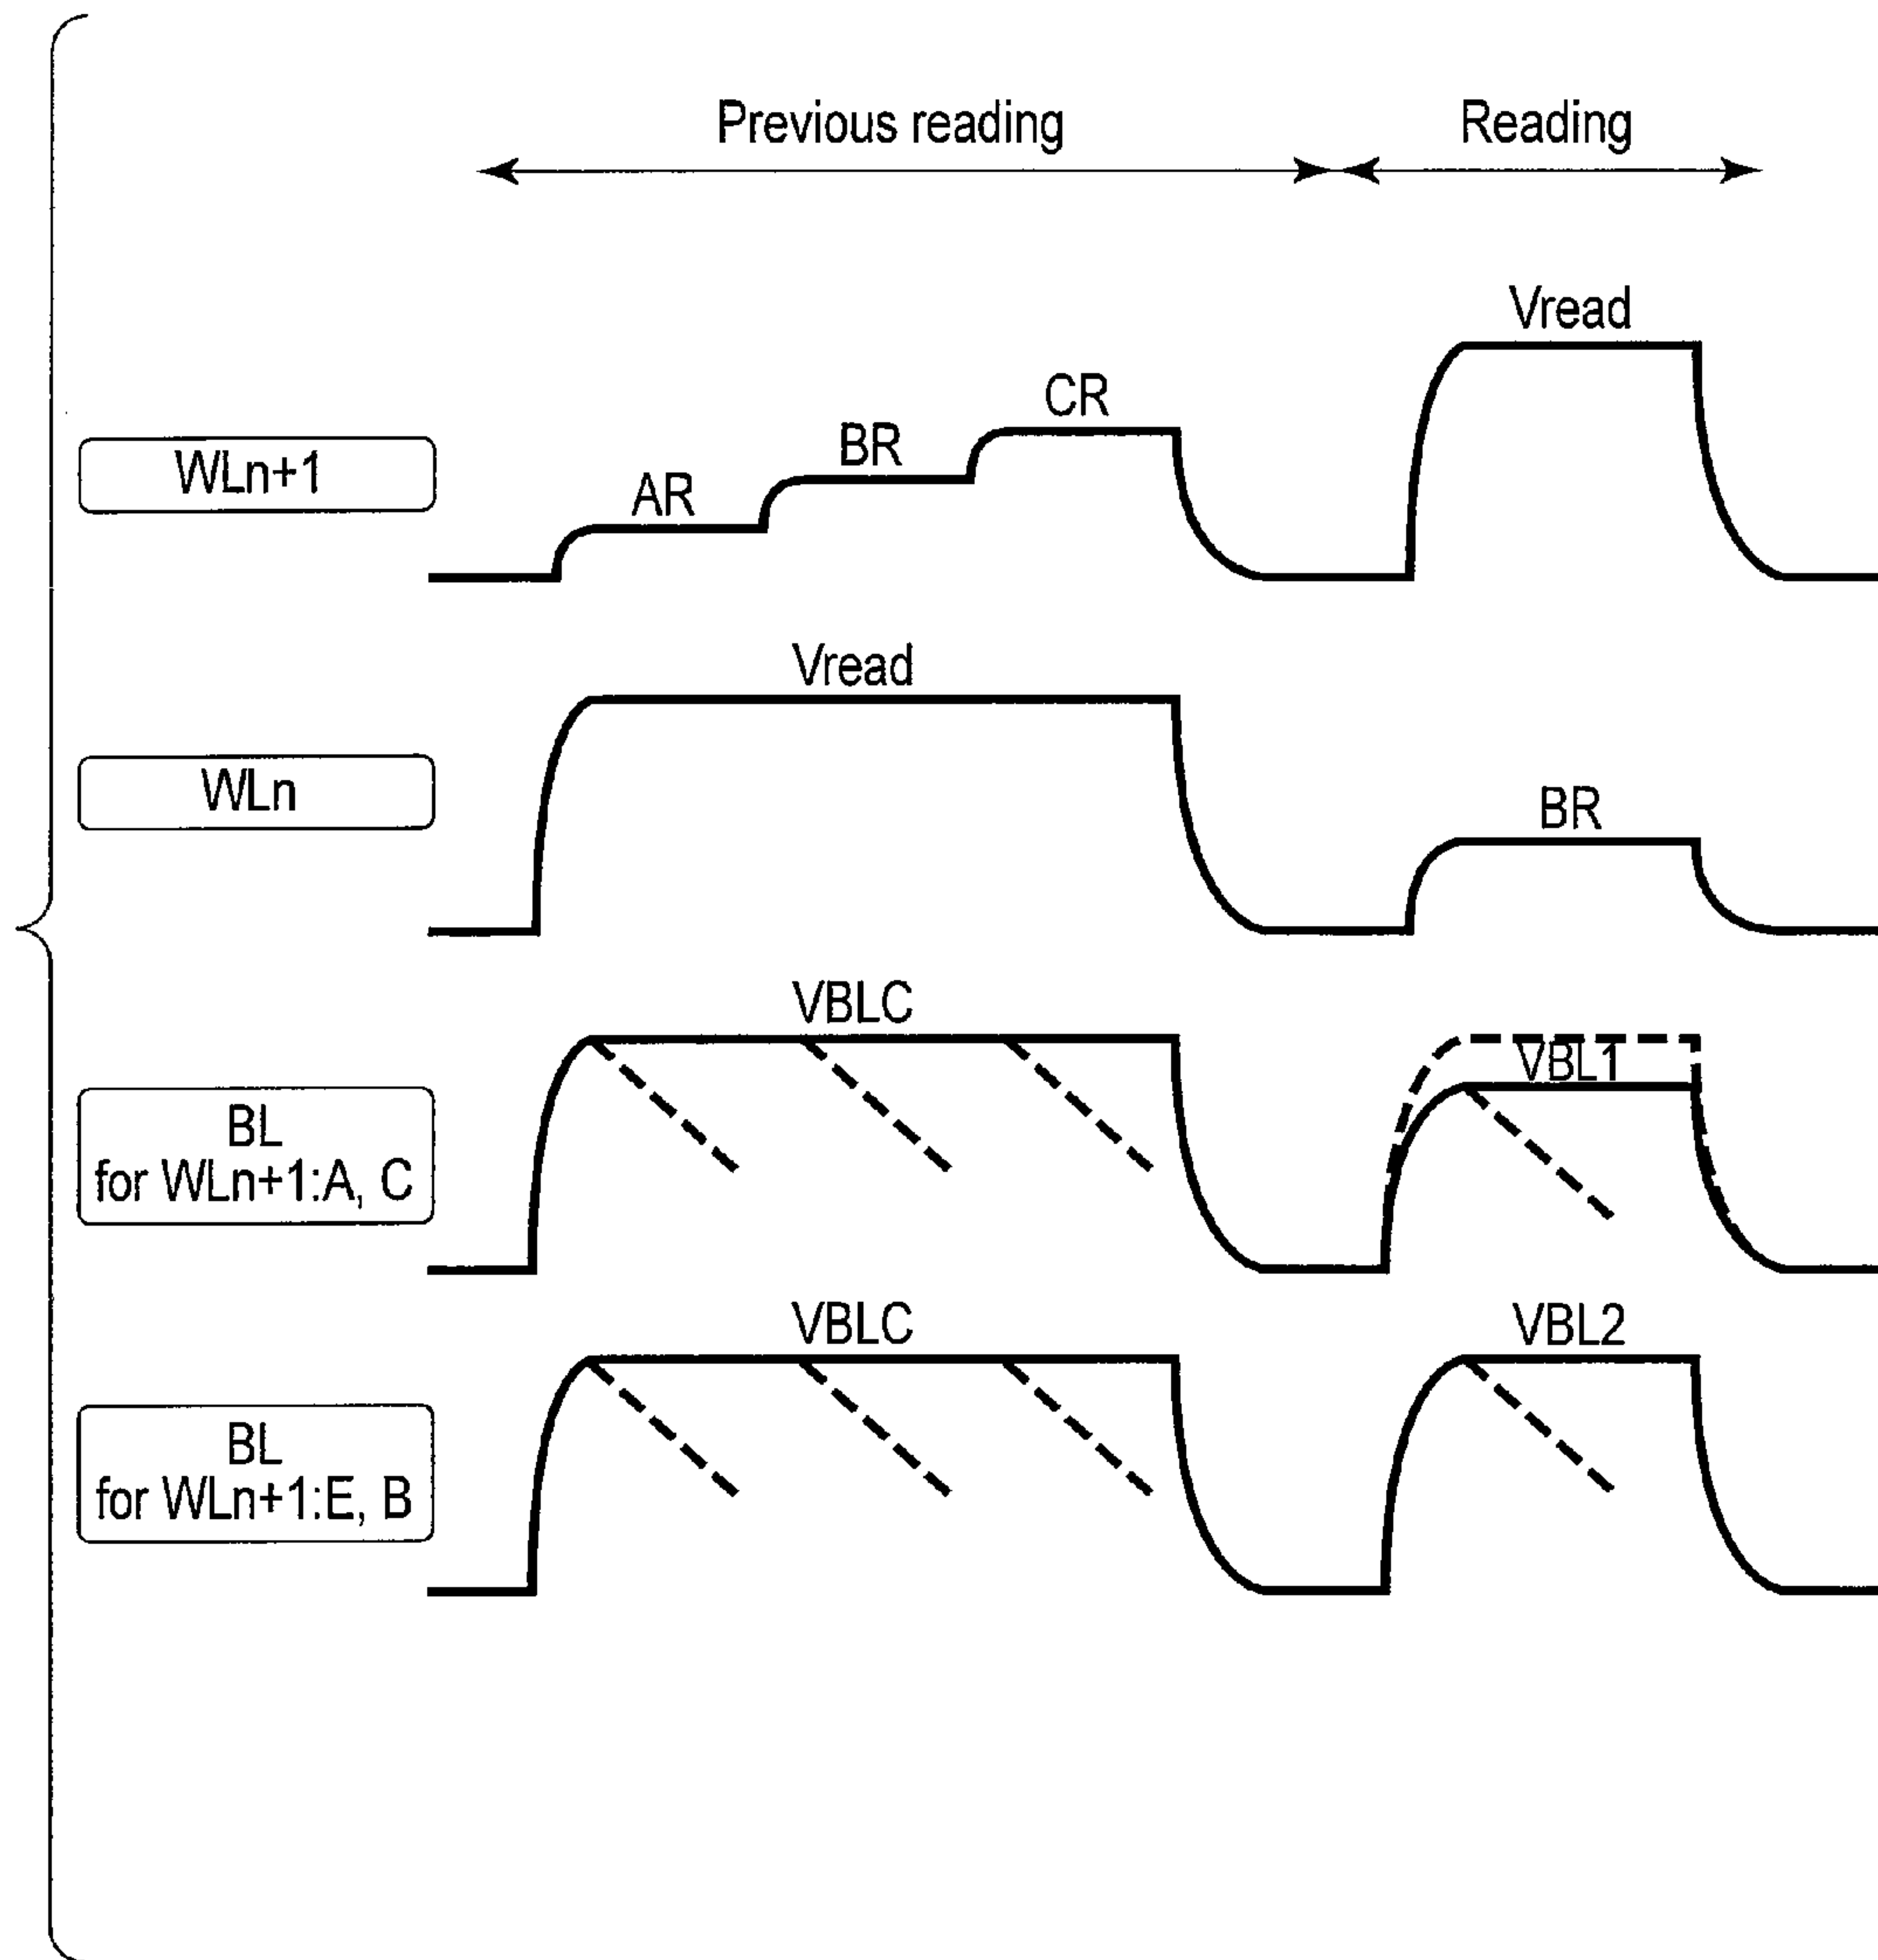 Previous reading
Reading
Vread
CR
BR
AR
WLn+1
Vread
WLn
BR
VBLC
VBL1
BL
for WLn+1:A, C
VBLC
VBL2
BL
for WLn+1:E, B